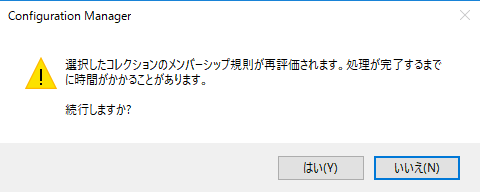 Configuration Manager
選択したコレクションのメンバーシップ規則が再評価されます。処理が完了するまで
に時間がかかることがあります。
続行しますか?
はい(Y)
いいえ(N)